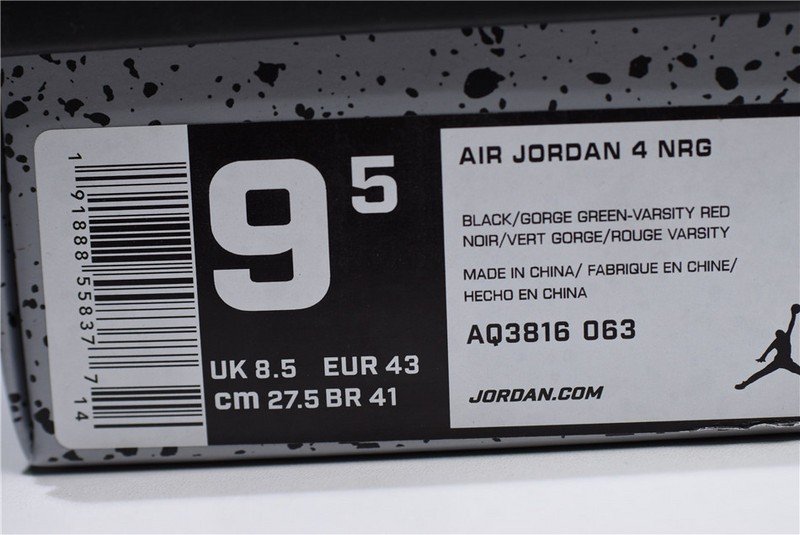 1 91888 55837 7 14
9 5
UK 8.5 EUR 43
cm 27.5 BR 41
AIR JORDAN 4 NRG
BLACK/GORGE GREEN-VARSITY RED
NOIR/VERT GORGE/ROUGE VARSITY
MADE IN CHINA/ FABRIQUE EN CHINE/
HECHO EN CHINA
AQ3816 063
JORDAN.COM